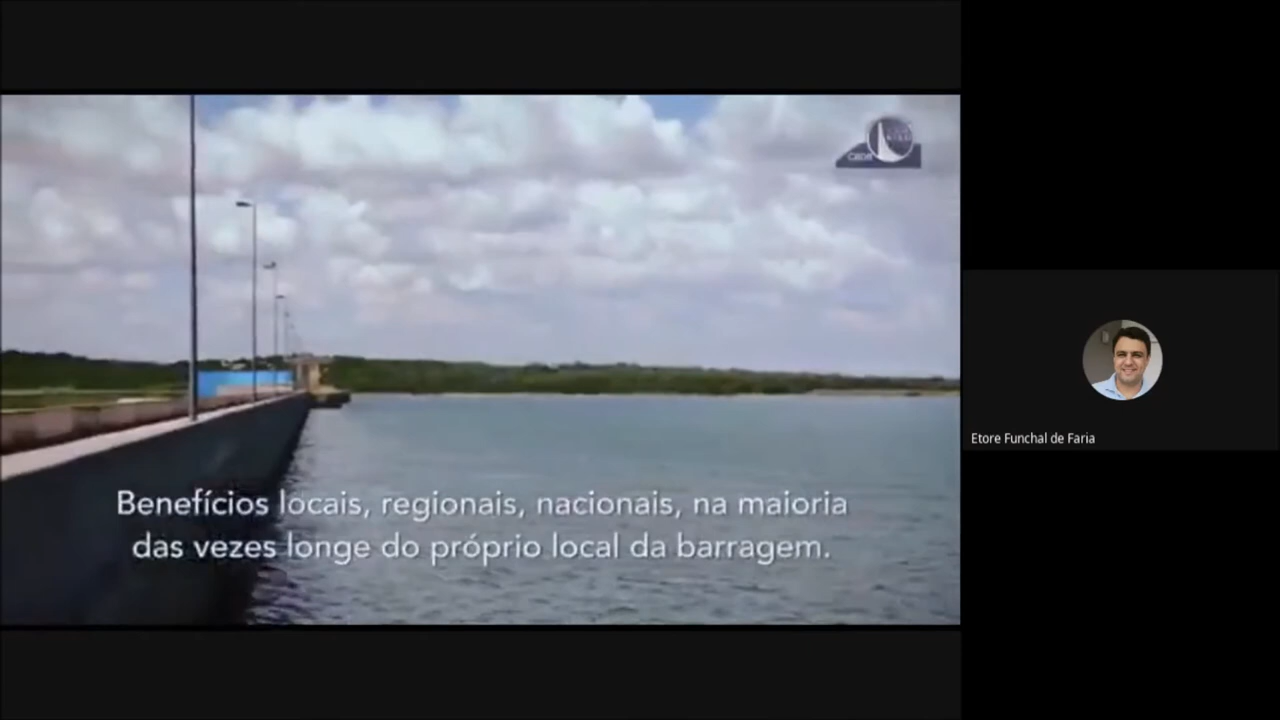 Benefícios locais, regionais, nacionais, na maioria
das vezes longe do próprio local da barragem.
Etore Funchal de Faria